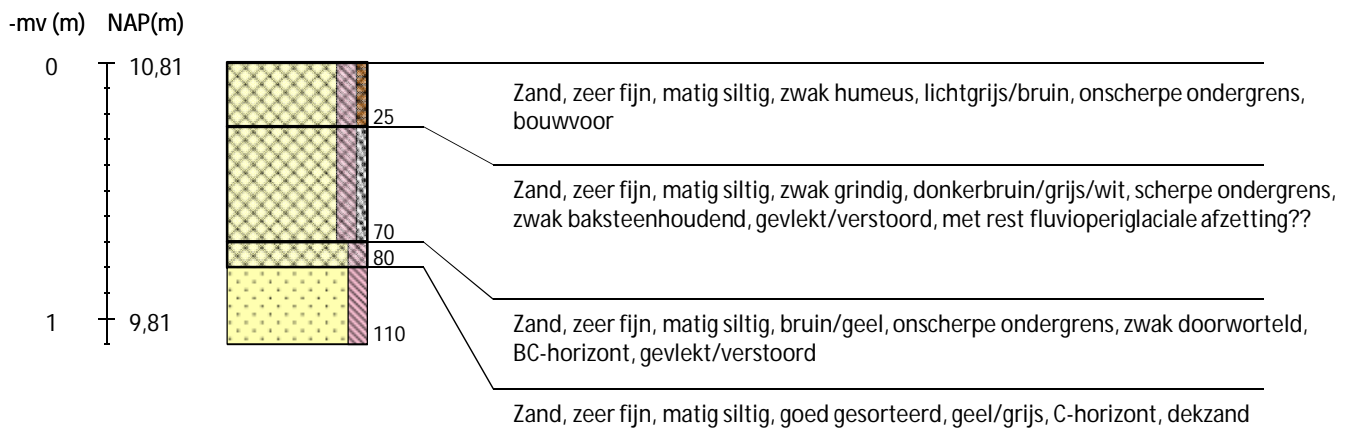 -mv (m) NAP(m)
0 10,81
Zand, zeer fijn, matig siltig, zwak humeus, lichtgrijs/bruin, onscherpe ondergrens,
bouwvoor
25
Zand, zeer fijn, matig siltig, zwak grindig, donkerbruin/grijs/wit, scherpe ondergrens,
zwak baksteenhoudend, gevlekt/verstoord, met rest fluvioperiglaciale afzetting??
70
80
Zand, zeer fijn, matig siltig, bruin/geel, onscherpe ondergrens, zwak doorworteld,
BC-horizont, gevlekt/verstoord
1 9,81
110
Zand, zeer fijn, matig siltig, goed gesorteerd, geel/grijs, C-horizont, dekzand